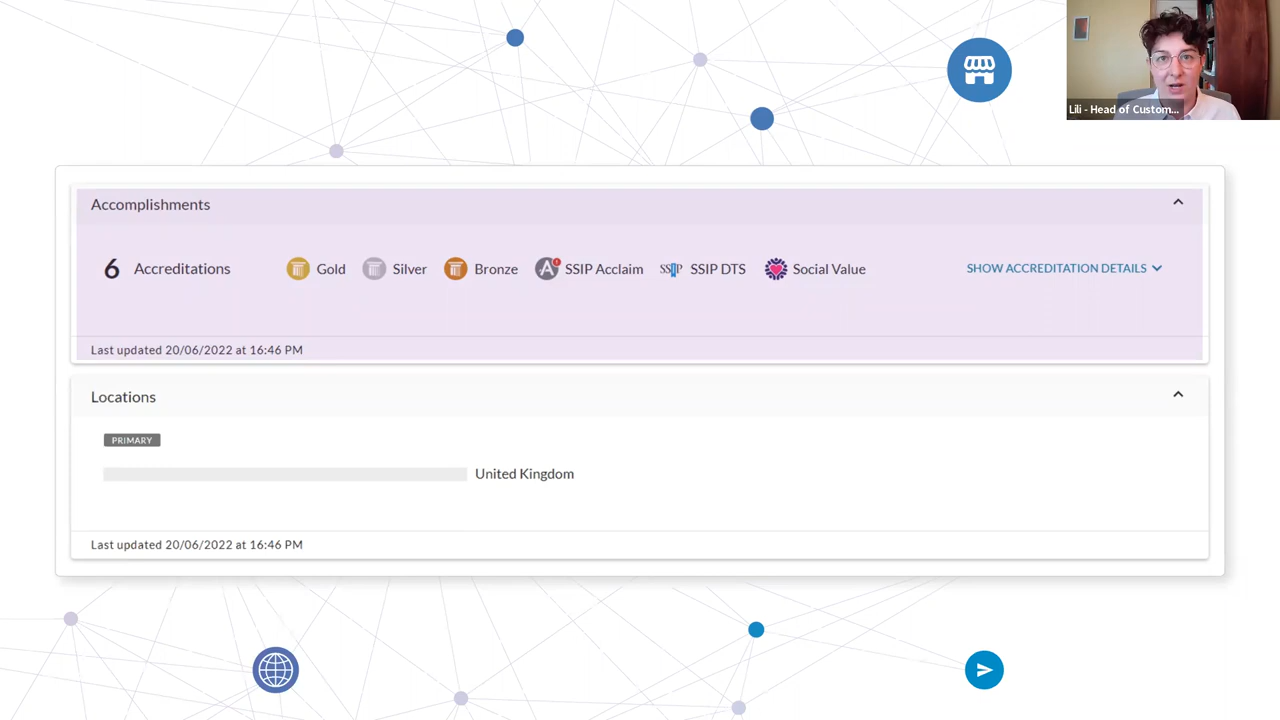 Lili - Head of Custom...
Accomplishments
6 Accreditations Gold Silver Bronze SSIP Acclaim SSIP SSIP DTS Social Value SHOW ACCREDITATION DETAILS
Last updated 20/06/2022 at 16:46 PM
Locations
PRIMARY
United Kingdom
Last updated 20/06/2022 at 16:46 PM